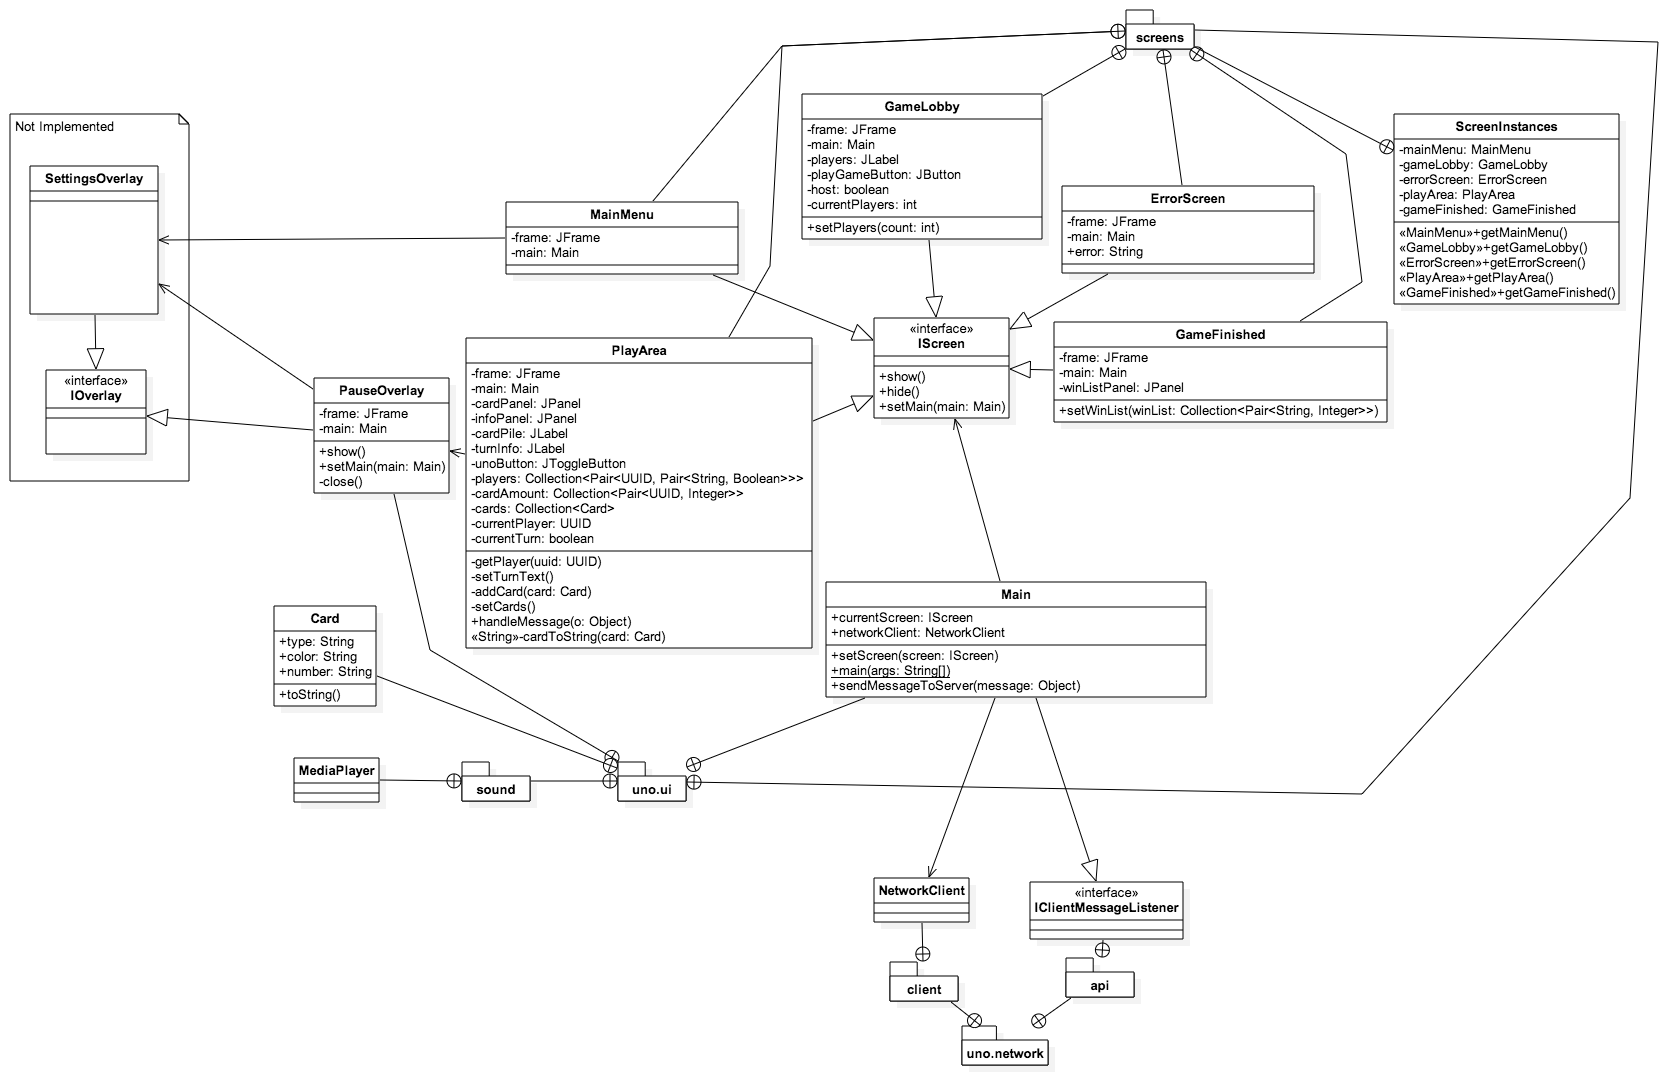 screens
GameLobby
-frame: JFrame
-main: Main
-players: JLabel
-playGameButton: JButton
-host: boolean
-currentPlayers: int
+setPlayers(count: int)
ScreenInstances
-mainMenu: MainMenu
-gameLobby: GameLobby
-errorScreen: ErrorScreen
-playArea: PlayArea
-gameFinished: GameFinished
«MainMenu»+getMainMenu()
«GameLobby»+getGameLobby()
«ErrorScreen»+getErrorScreen()
«PlayArea»+getPlayArea()
«GameFinished»+getGameFinished()
Not Implemented
SettingsOverlay
«interface»
IOverlay
MainMenu
-frame: JFrame
-main: Main
ErrorScreen
-frame: JFrame
-main: Main
+error: String
«interface»
IScreen
+show()
+hide()
+setMain(main: Main)
GameFinished
-frame: JFrame
-main: Main
-winListPanel: JPanel
+setWinList(winList: Collection<Pair<String, Integer>>)
PauseOverlay
-frame: JFrame
-main: Main
+show()
+setMain(main: Main)
-close()
PlayArea
-frame: JFrame
-main: Main
-cardPanel: JPanel
-infoPanel: JPanel
-cardPile: JLabel
-turnInfo: JLabel
-unoButton: JToggleButton
-players: Collection<Pair<UUID, Pair<String, Boolean>>>
-cardAmount: Collection<Pair<UUID, Integer>>
-cards: Collection<Card>
-currentPlayer: UUID
-currentTurn: boolean
-getPlayer(uuid: UUID)
-setTurnText()
-addCard(card: Card)
-setCards()
+handleMessage(o: Object)
«String»-cardToString(card: Card)
Main
+currentScreen: IScreen
+networkClient: NetworkClient
+setScreen(screen: IScreen)
+main(args: String[])
+sendMessageToServer(message: Object)
Card
+type: String
+color: String
+number: String
+toString()
MediaPlayer
sound
uno.ui
NetworkClient
«interface»
IClientMessageListener
client
api
uno.network